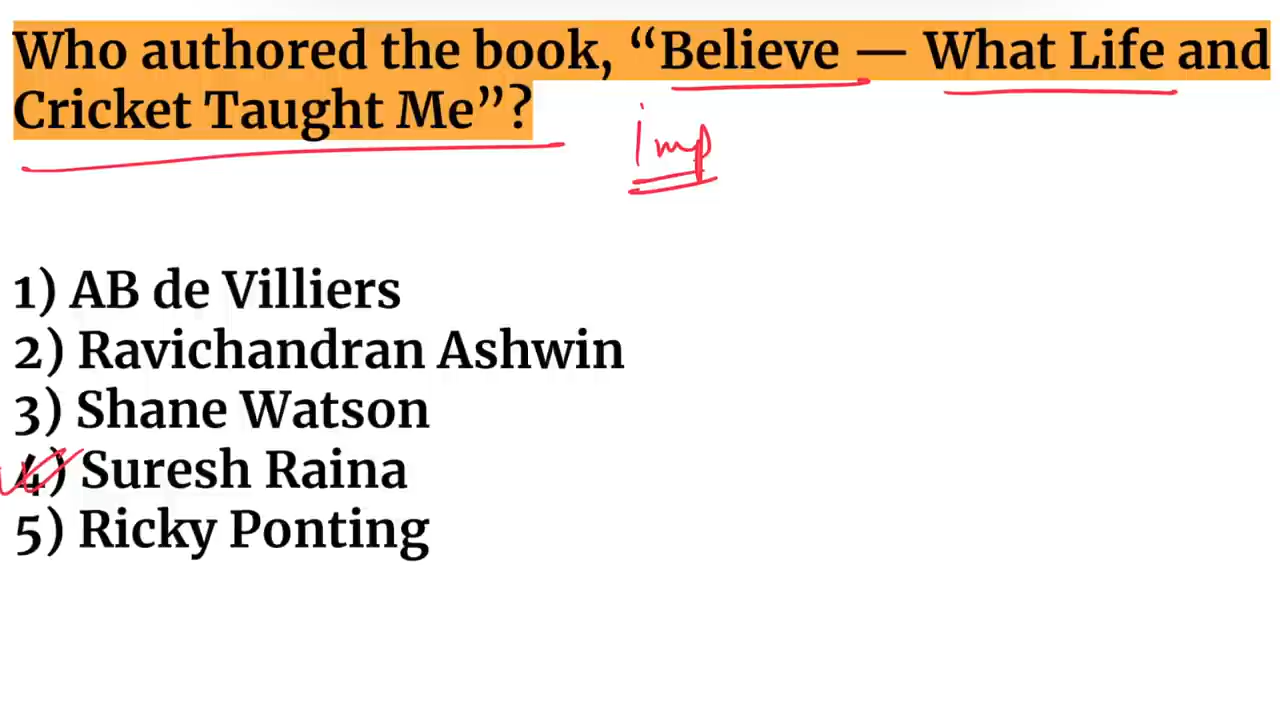 Who authored the book, “Believe — What Life and
Cricket Taught Me”?
imp
1) AB de Villiers
2) Ravichandran Ashwin
3) Shane Watson
4) Suresh Raina
5) Ricky Ponting